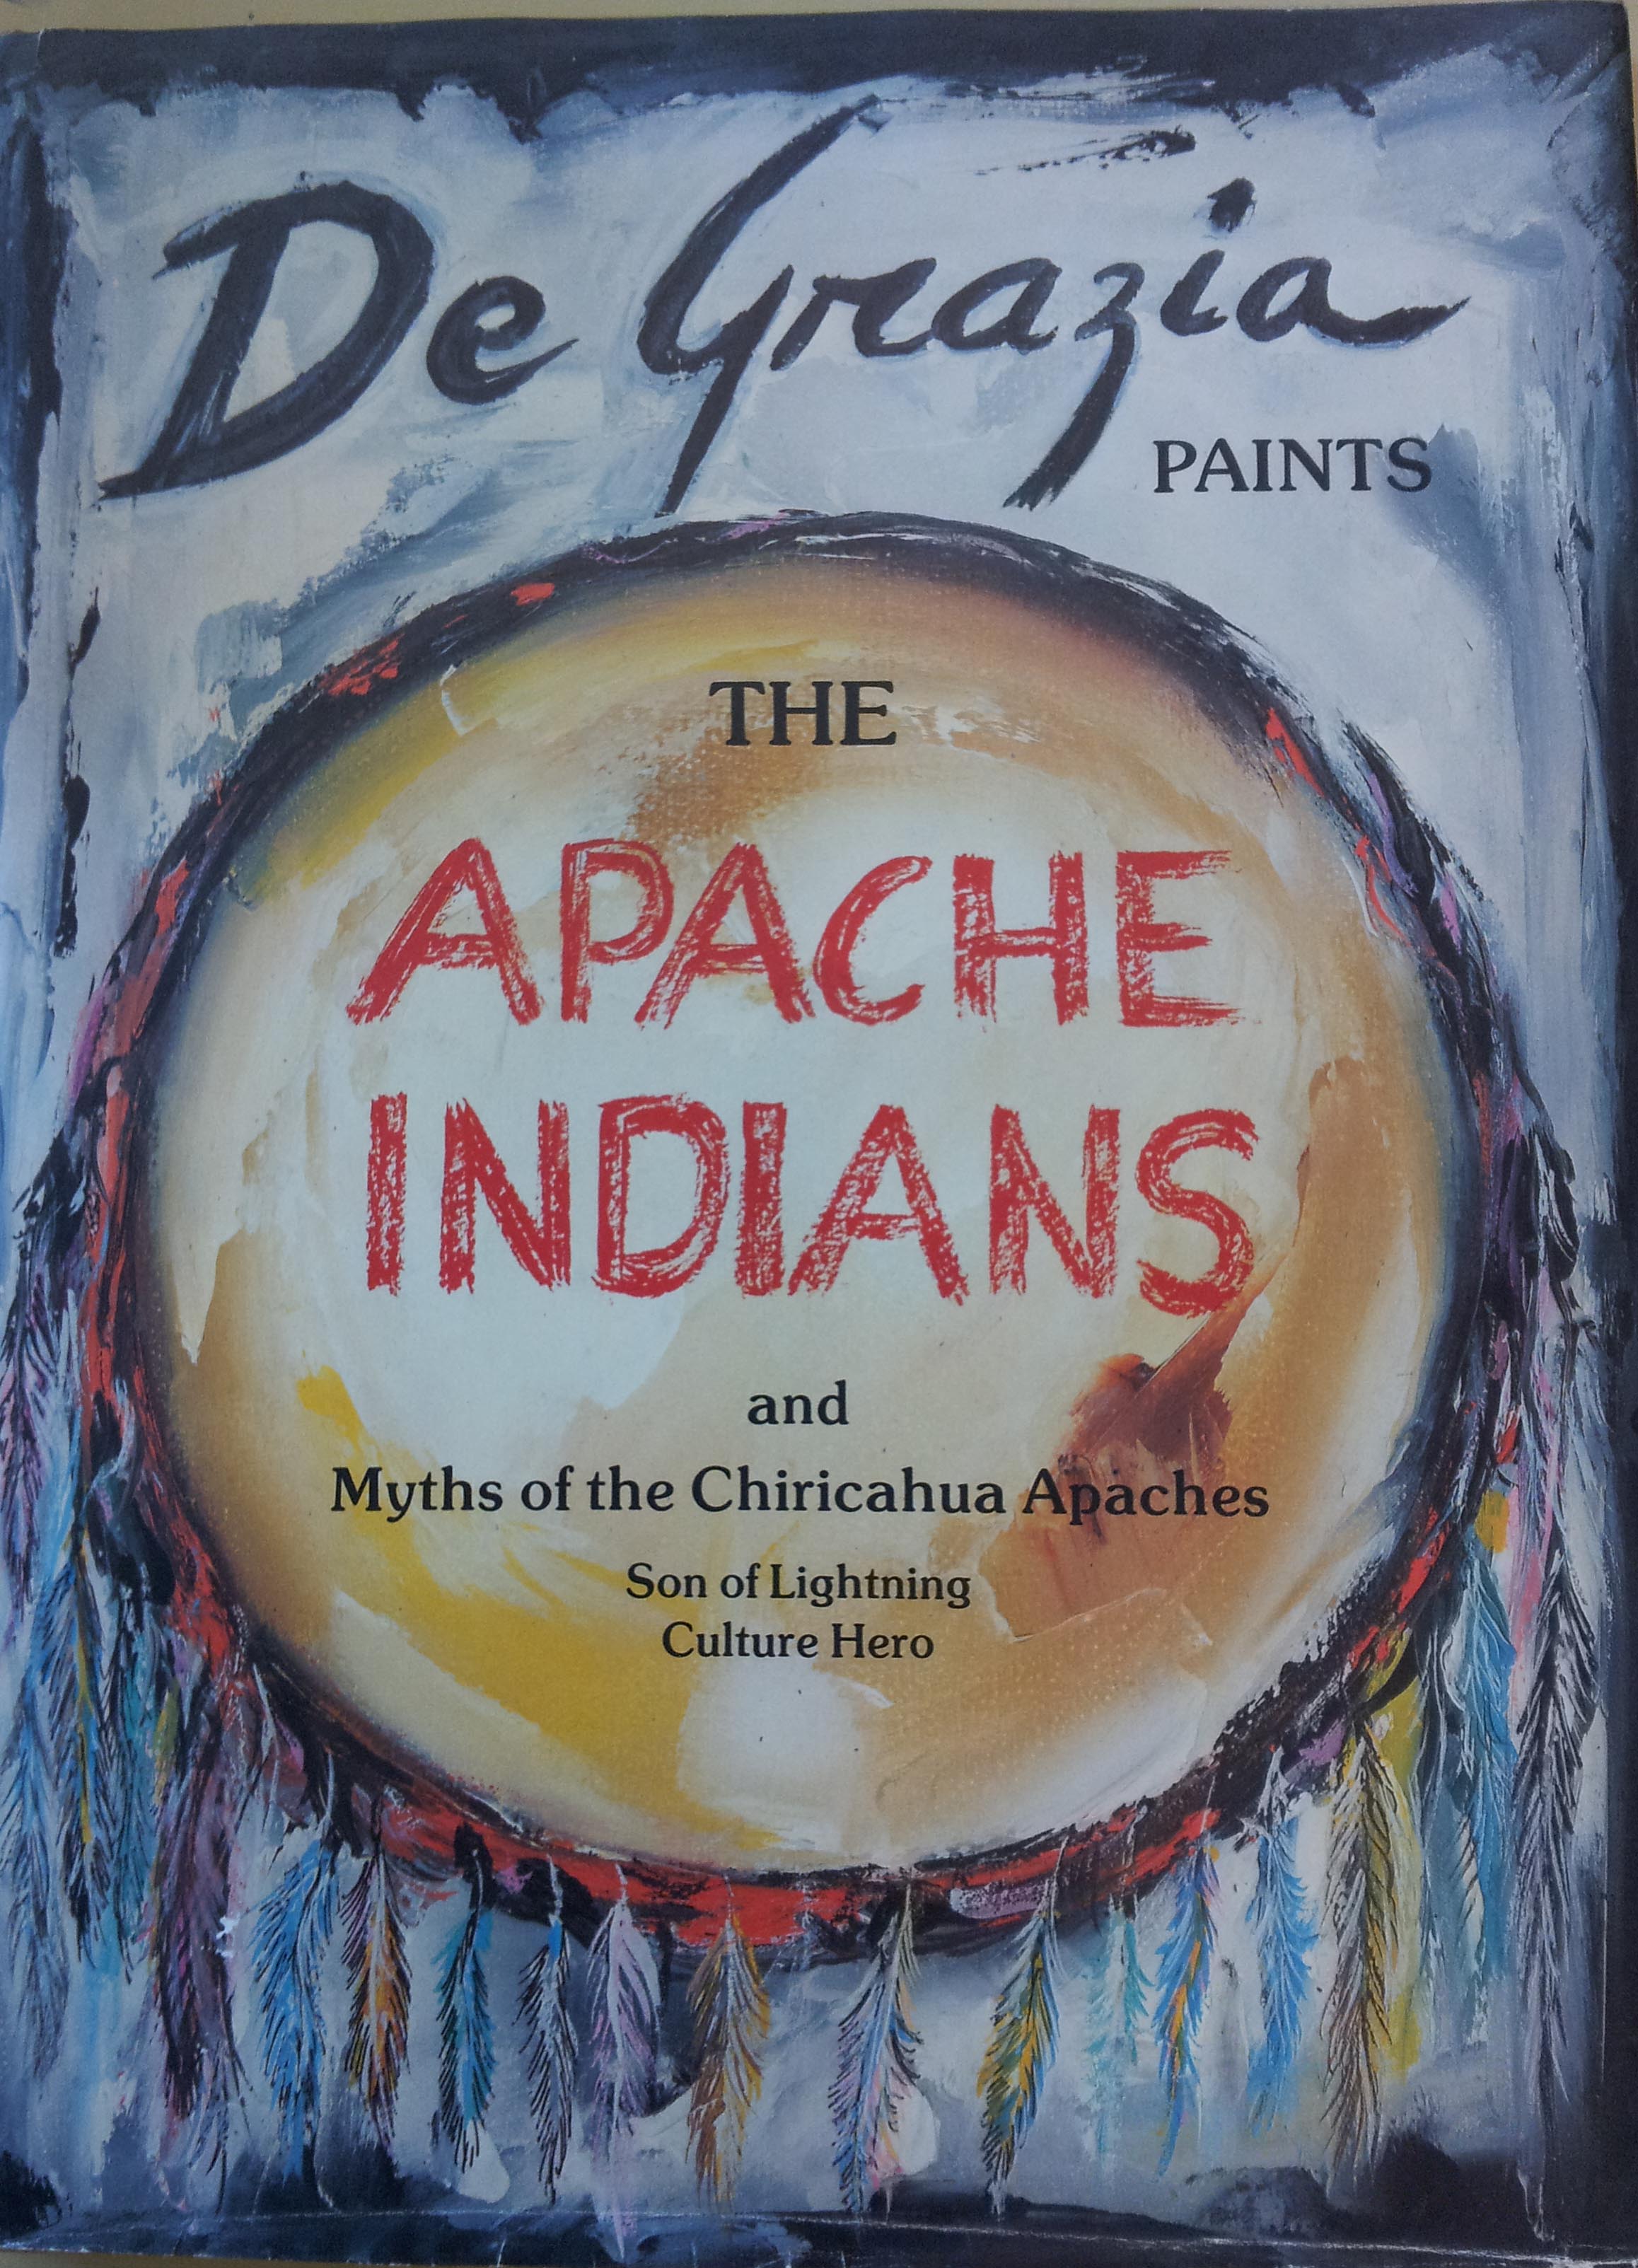 De Grazia
PAINTS
THE
APACHE
INDIANS
and
Myths of the Chiricahua Apaches
Son of Lightning
Culture Hero